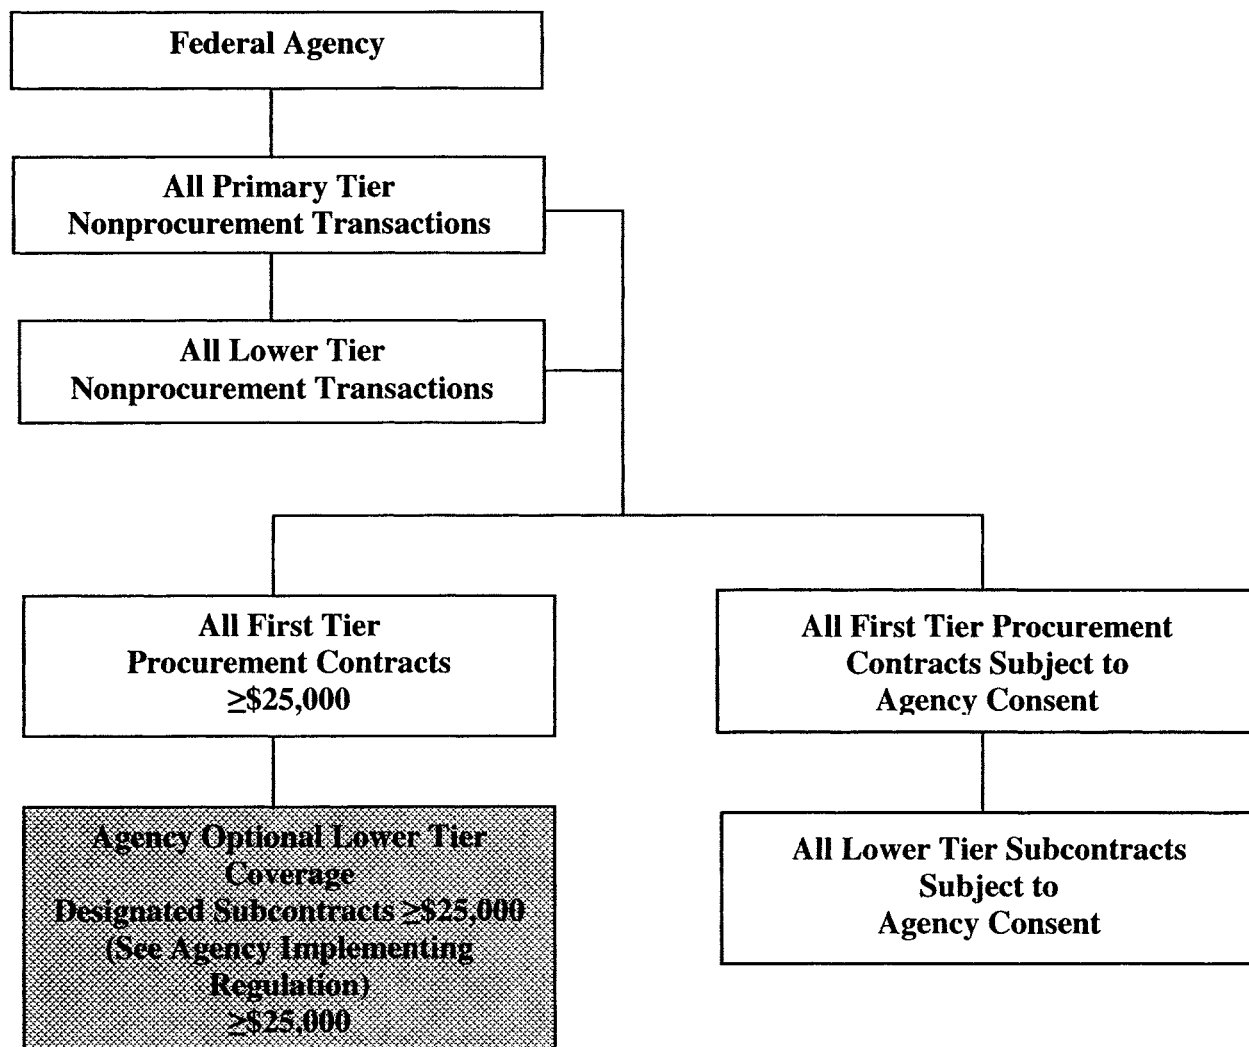 Federal Agency
All Primary Tier
Nonprocurement Transactions
All Lower Tier
Nonprocurement Transactions
All First Tier
Procurement Contracts
≥$25,000
All First Tier Procurement
Contracts Subject to
Agency Consent
Agency Optional Lower Tier
Coverage
Designated Subcontracts ≥$25,000
(See Agency Implementing
Regulation)
≥$25,000
All Lower Tier Subcontracts
Subject to
Agency Consent